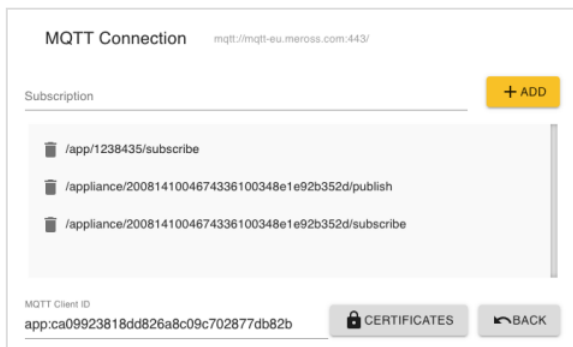 MQTT Connection mqtt://mqtt-eu.meross.com:443/
Subscription
+ ADD
/app/1238435/subscribe
/appliance/2008141004674336100348e1e92b352d/publish
/appliance/2008141004674336100348e1e92b352d/subscribe
MQTT Client ID
app:ca09923818dd826a8c09c702877db82b
CERTIFICATES
BACK